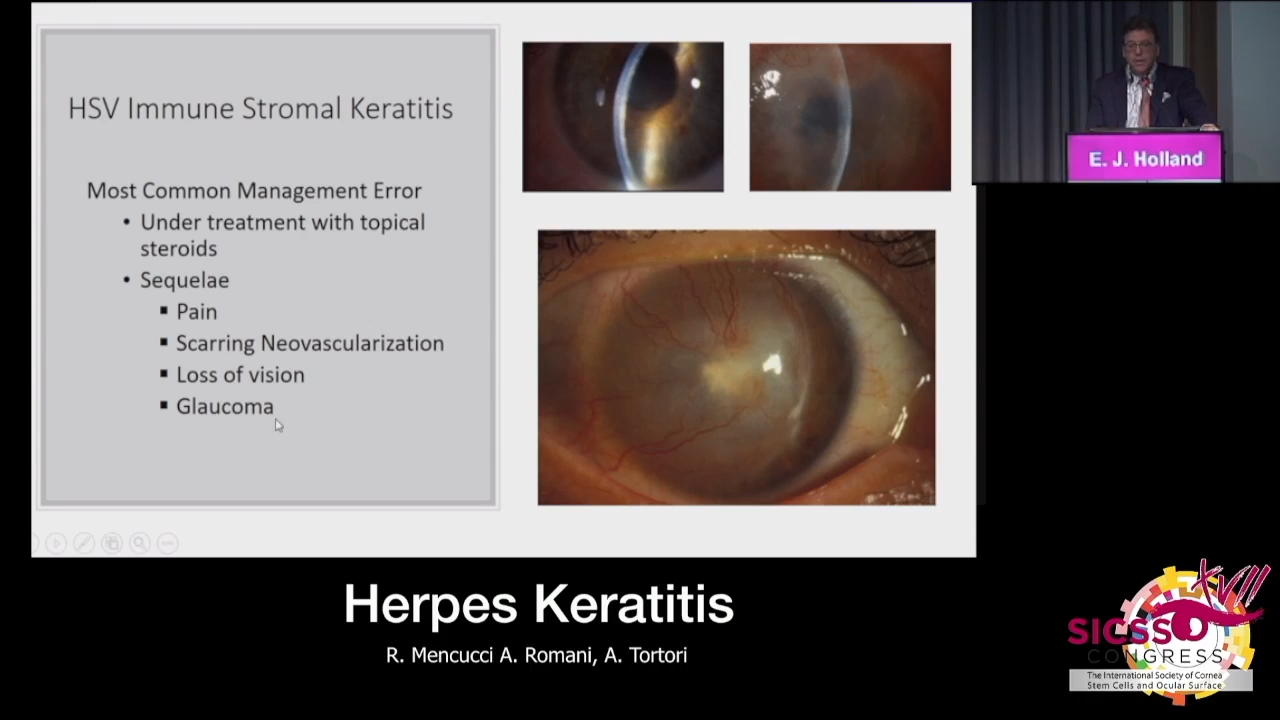 HSV Immune Stromal Keratitis
Most Common Management Error
• Under treatment with topical
steroids
• Sequelae
▪ Pain
▪ Scarring Neovascularization
▪ Loss of vision
▪ Glaucoma
E. J. Holland
Herpes Keratitis
R. Mencucci A. Romani, A. Tortori
XVII
SICSSO
CONGRESS
The International Society of Cornea
Stem Cells and Ocular Surface